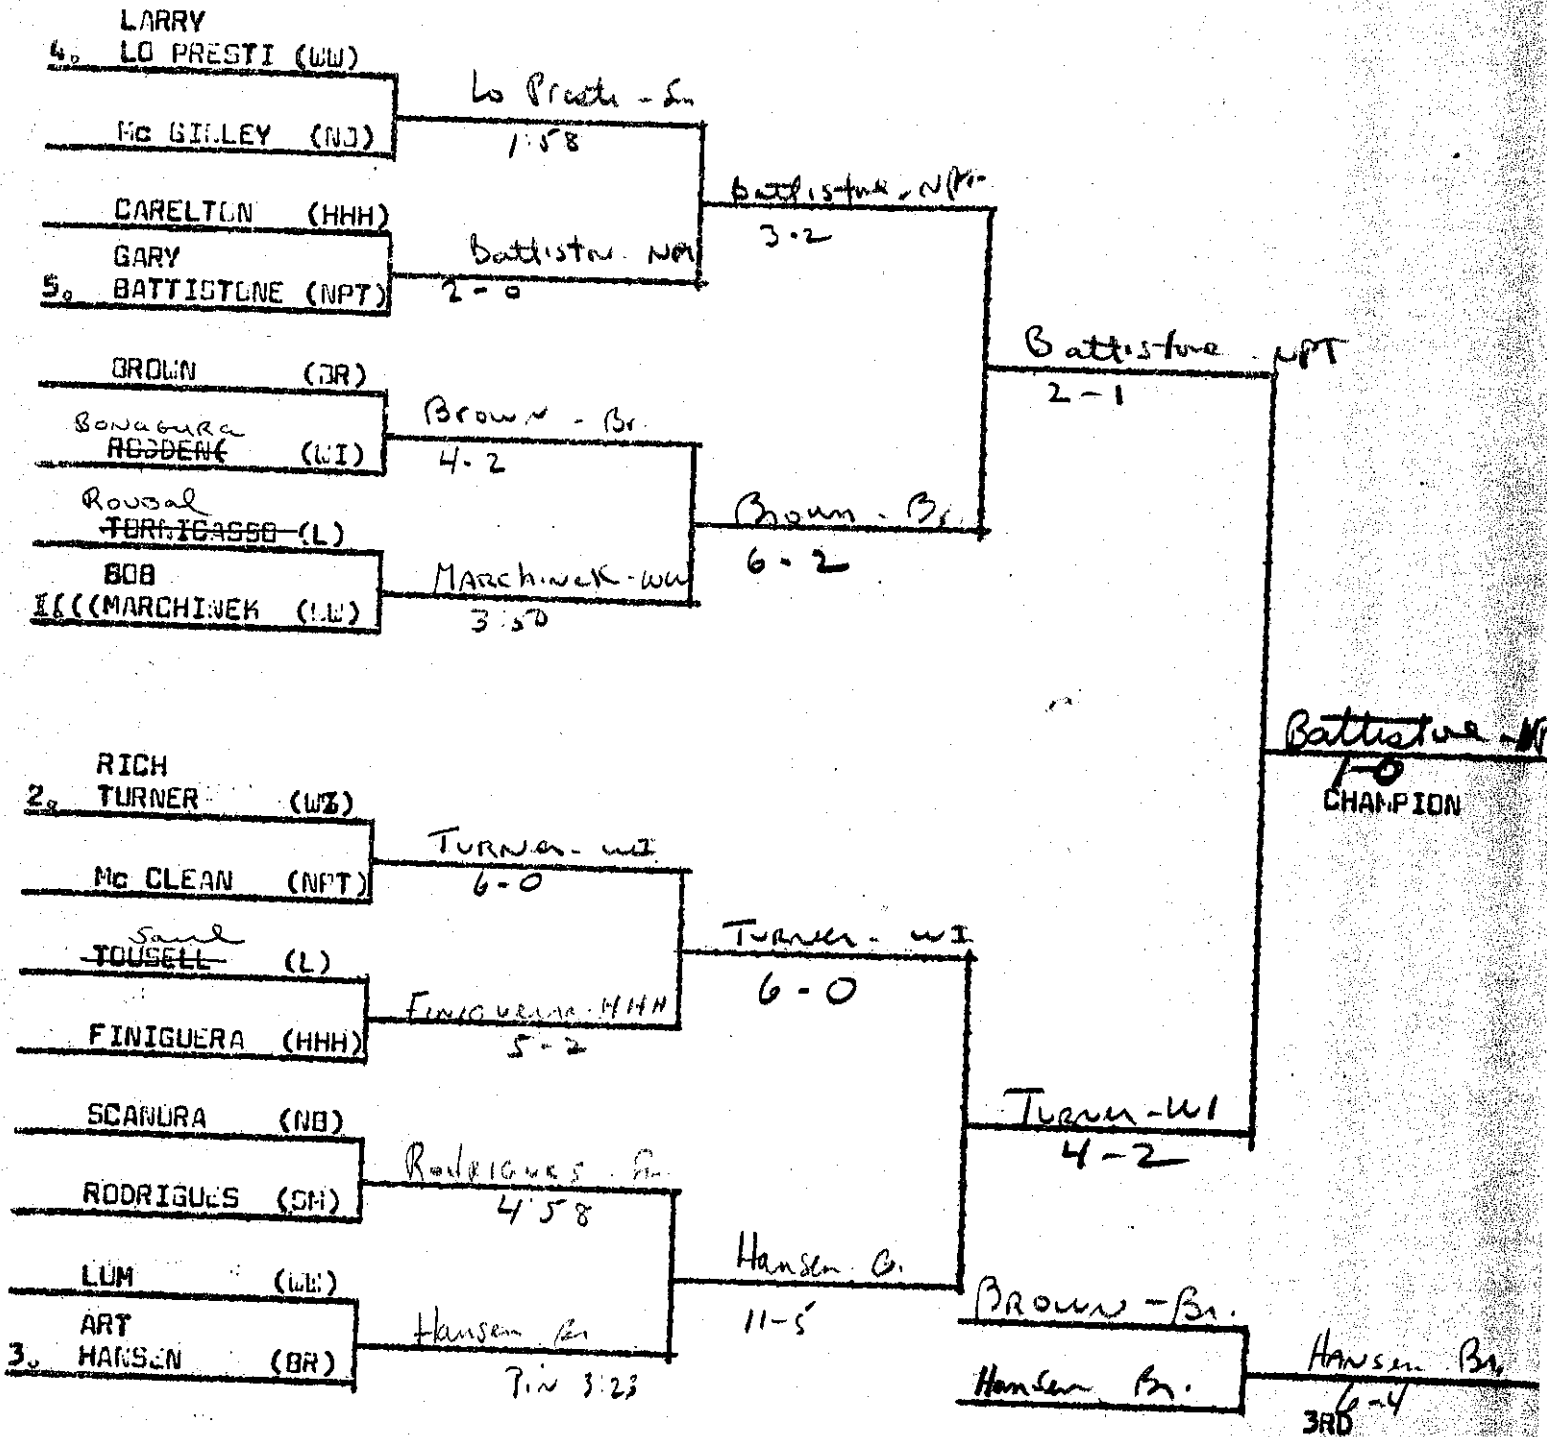 LARRY
4. LO PRESTI (WW)
Mc GILLEY (NB)
CARELTON (HHH)
GARY
5. BATTISTONE (NPT)
BROWN (BR)
Bonagura
(WI)
Rousal
TORNICASSO (L)
BOB
MARCHINEK (WW)
Lo Presti - Sm
1:58
Battistone NPT
2-0
Brown - Br.
4-2
MARchineK-WW
3:50
Battistone - NPT
3-2
Brown - Br.
6-2
Battistone NPT
2-1
RICH
2. TURNER (WI)
Mc CLEAN (NPT)
Saul
TOUSELL (L)
FINIGUERA (HHH)
SCANDRA (NB)
RODRIGUES (SM)
LUM (WW)
ART
3. HANSEN (BR)
TURNER - WI
6-0
FINIGUERA HHH
5-2
RODRIGUES Sm
4:58
Hansen Br
Pin 3:23
TURNER - WI
6-0
Hansen B.
11-5
TURNER - WI
4-2
Battistone - NP
1-0
CHAMPION
BROWN - Br.
Hansen Br.
HANSEN Br.
6-4
3RD